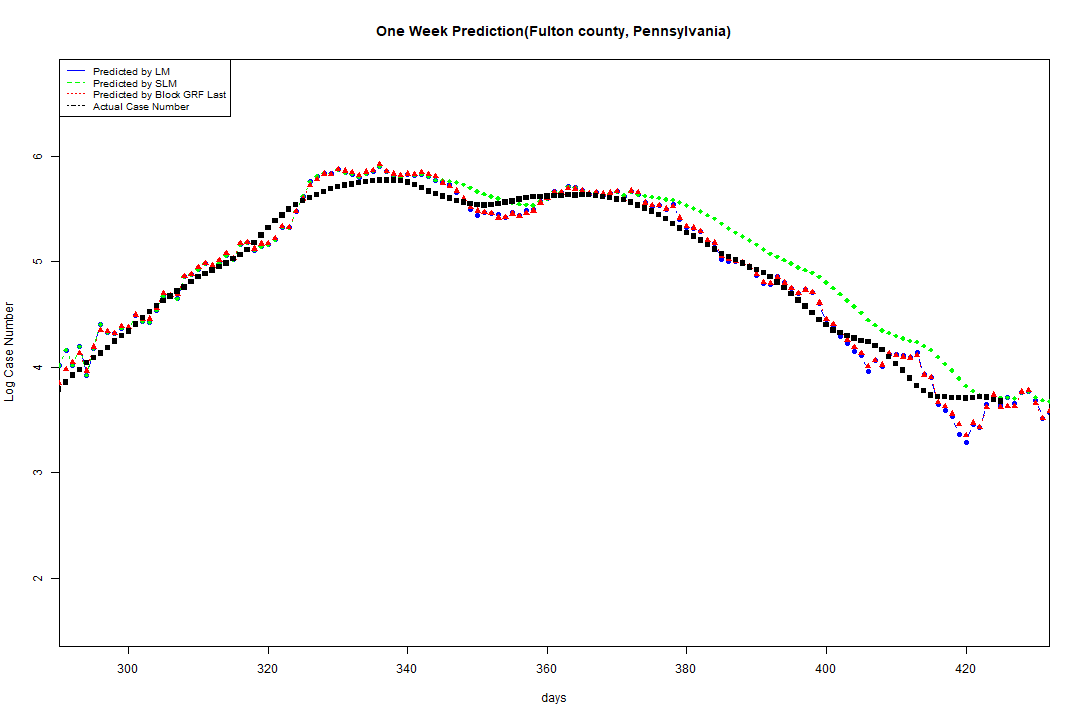 One Week Prediction(Fulton county, Pennsylvania)
Predicted by LM
Predicted by SLM
Predicted by Block GRF Last
Actual Case Number
6
5
4
3
2
Log Case Number
300 320 340 360 380 400 420
days